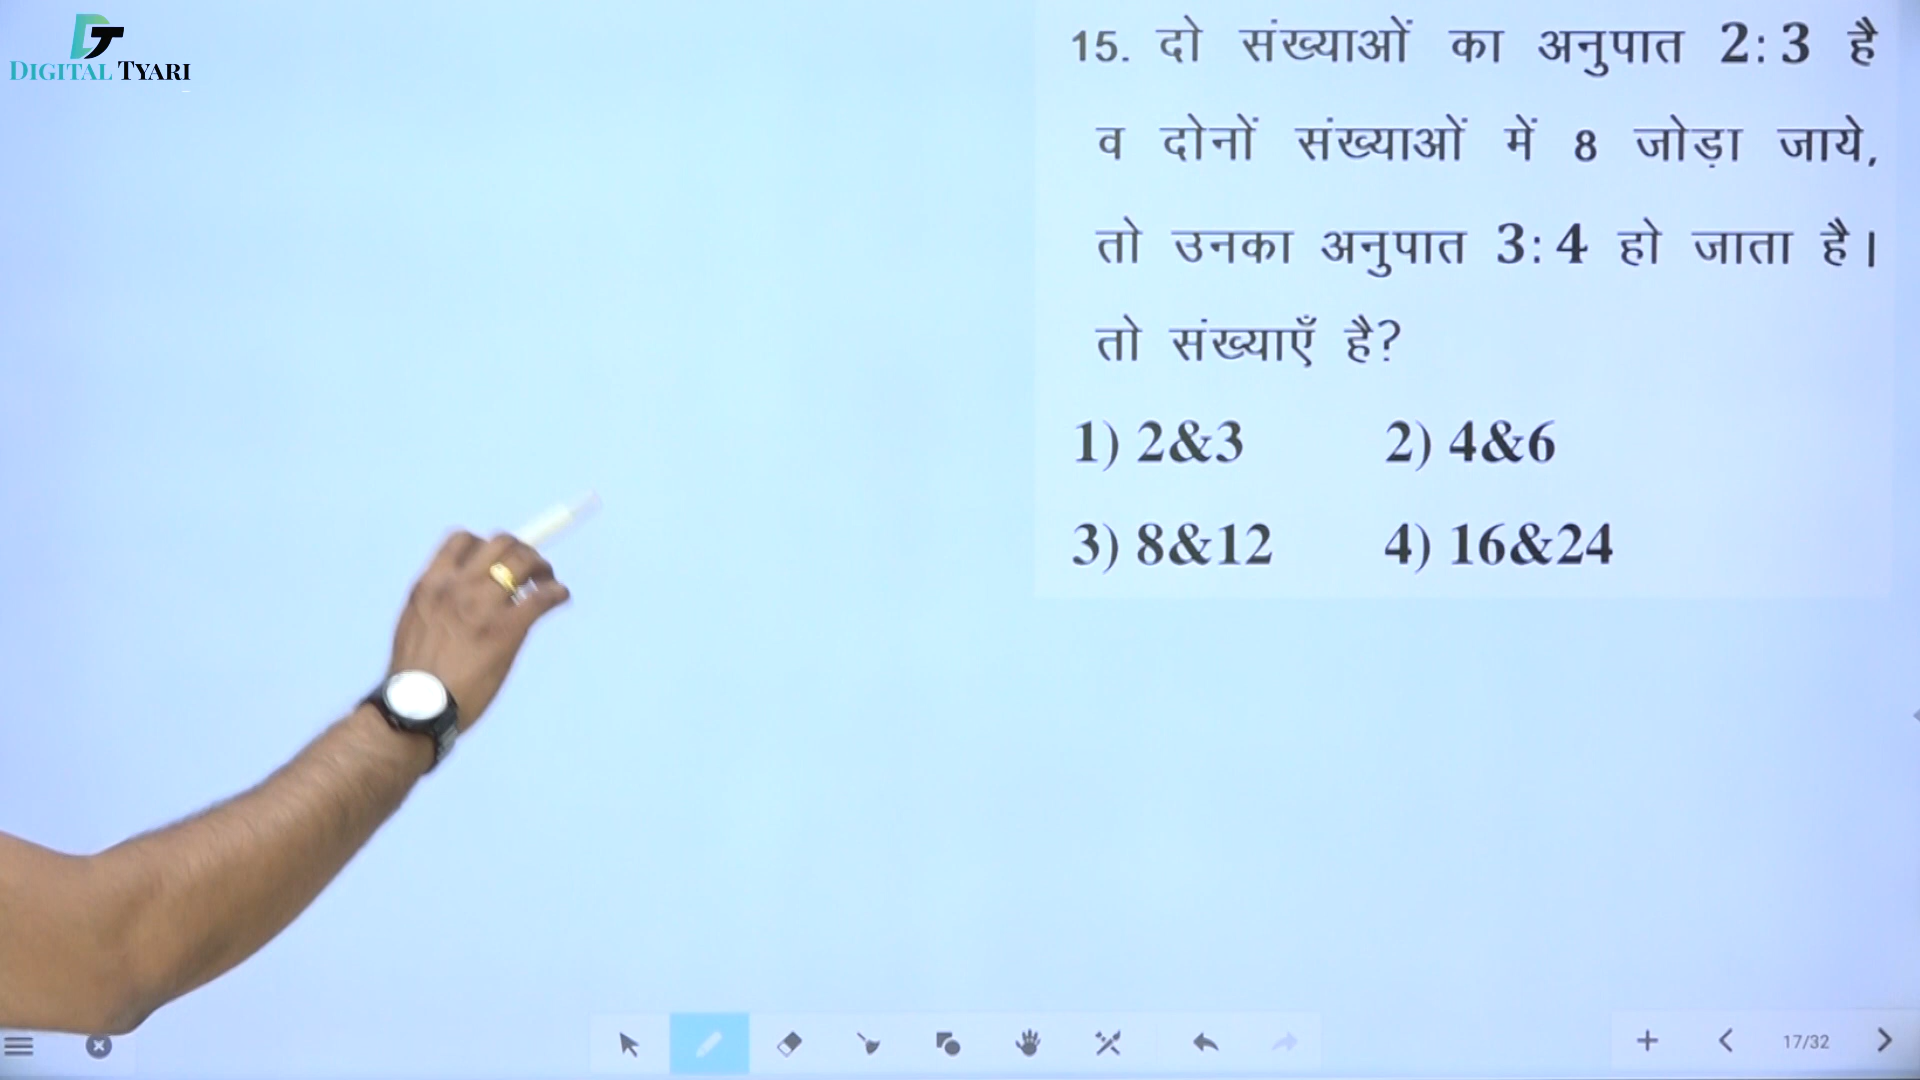 DIGITAL TYARI
15. दो संख्याओं का अनुपात 2:3 है
व दोनों संख्याओं में 8 जोड़ा जाये,
तो उनका अनुपात 3:4 हो जाता है।
तो संख्याएँ है?
1) 2&3 2) 4&6
3) 8&12 4) 16&24
17/32